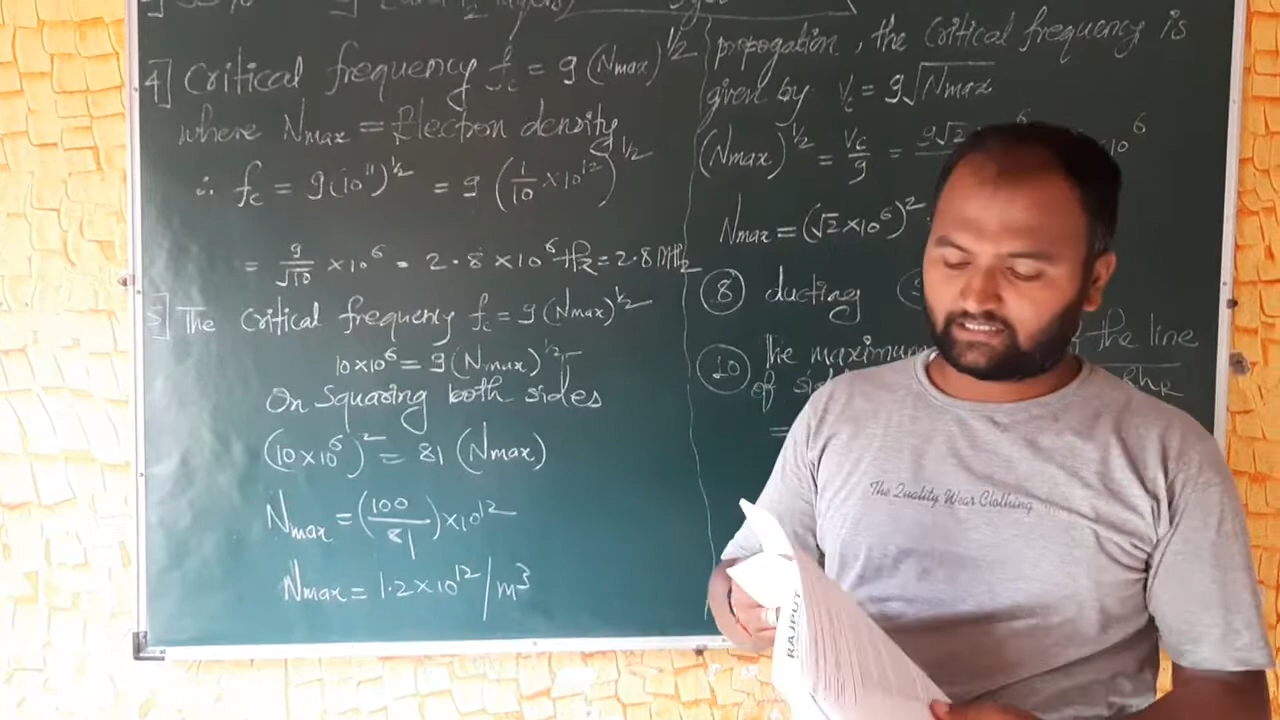 4] Critical frequency fc = 9 (Nmax)^1/2
where Nmax = Electron density
∴ fc = 9(10^11)^1/2 = 9 (1/10 ×10^12)^1/2
= 9/√10 ×10^6 = 2.8 ×10^6 Hz = 2.8 MHz
5] The Critical frequency fc = 9 (Nmax)^1/2
10×10^6 = 9 (Nmax)^1/2
On Squaring both sides
(10×10^6)^2 = 81 (Nmax)
Nmax = (100/81)×10^12
Nmax = 1.2×10^12/m^3
propogation, the critical frequency is
given by Vc = 9√Nmax
(Nmax)^1/2 = Vc/9 = 9√2
Nmax = (√2×10^6)^2
8 ducting
10 the maximum the line
of
The Quality Wear Clothing
RAJPUT